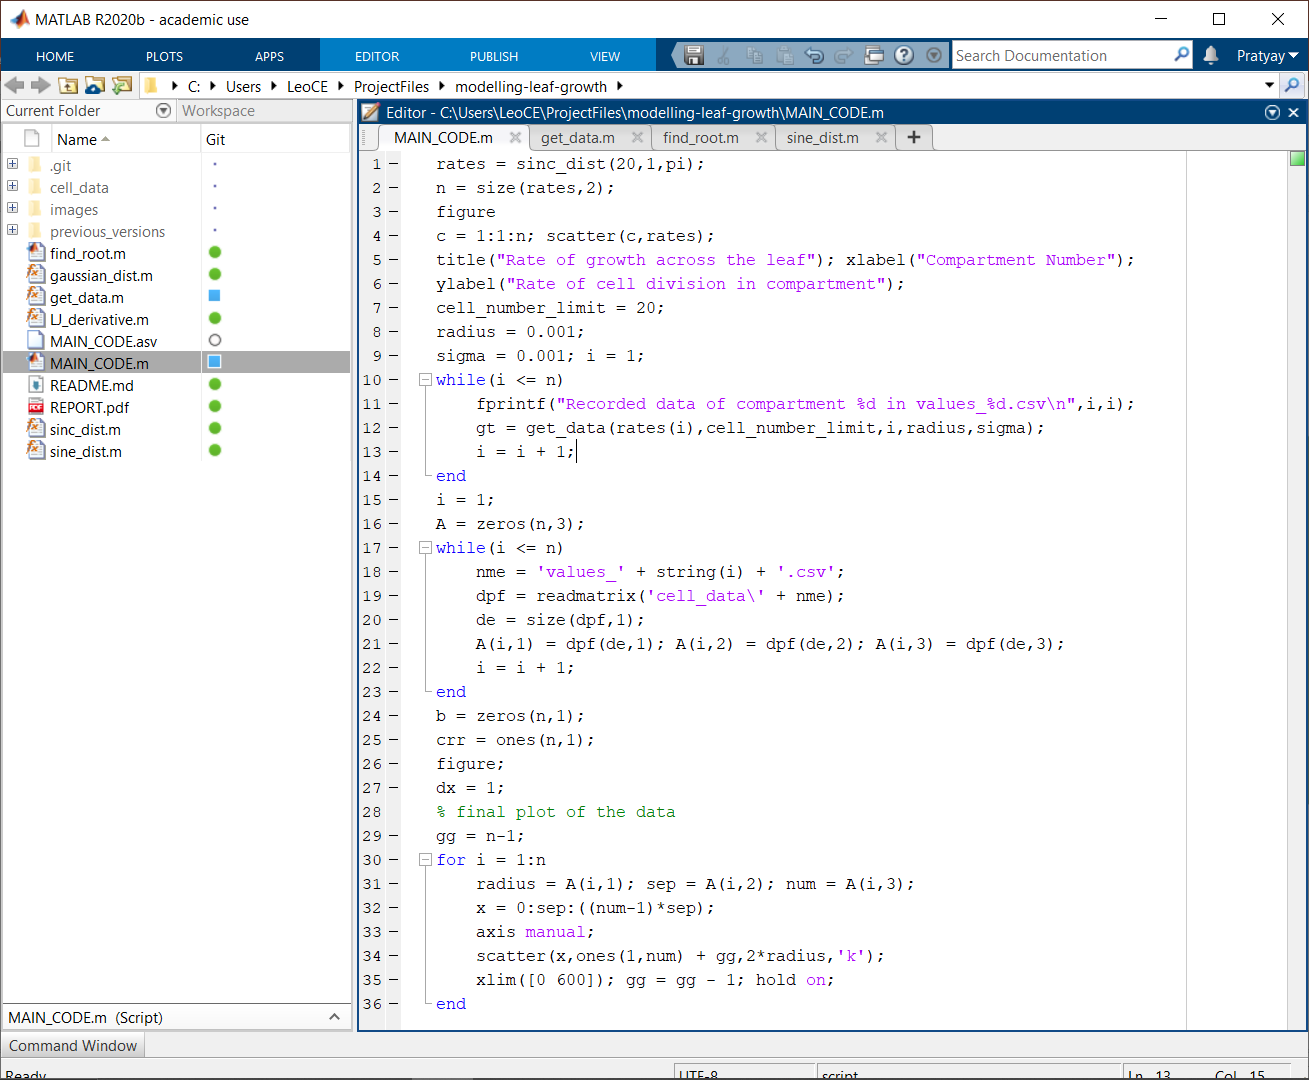 MATLAB R2020b - academic use
HOME PLOTS APPS EDITOR PUBLISH VIEW Search Documentation Pratyay
C: Users LeoCE ProjectFiles modelling-leaf-growth
Current Folder Workspace
Name Git
.git
cell_data
images
previous_versions
find_root.m
gaussian_dist.m
get_data.m
LJ_derivative.m
MAIN_CODE.asv
MAIN_CODE.m
README.md
REPORT.pdf
sinc_dist.m
sine_dist.m
MAIN_CODE.m (Script)
Editor - C:\Users\LeoCE\ProjectFiles\modelling-leaf-growth\MAIN_CODE.m
MAIN_CODE.m get_data.m find_root.m sine_dist.m
1 rates = sinc_dist(20,1,pi);
2 n = size(rates,2);
3 figure
4 c = 1:1:n; scatter(c,rates);
5 title("Rate of growth across the leaf"); xlabel("Compartment Number");
6 ylabel("Rate of cell division in compartment");
7 cell_number_limit = 20;
8 radius = 0.001;
9 sigma = 0.001; i = 1;
10 while(i <= n)
11 fprintf("Recorded data of compartment %d in values_%d.csv\n",i,i);
12 gt = get_data(rates(i),cell_number_limit,i,radius,sigma);
13 i = i + 1;
14 end
15 i = 1;
16 A = zeros(n,3);
17 while(i <= n)
18 nme = 'values_' + string(i) + '.csv';
19 dpf = readmatrix('cell_data\' + nme);
20 de = size(dpf,1);
21 A(i,1) = dpf(de,1); A(i,2) = dpf(de,2); A(i,3) = dpf(de,3);
22 i = i + 1;
23 end
24 b = zeros(n,1);
25 crr = ones(n,1);
26 figure;
27 dx = 1;
28 % final plot of the data
29 gg = n-1;
30 for i = 1:n
31 radius = A(i,1); sep = A(i,2); num = A(i,3);
32 x = 0:sep:((num-1)*sep);
33 axis manual;
34 scatter(x,ones(1,num) + gg,2*radius,'k');
35 xlim([0 600]); gg = gg - 1; hold on;
36 end
Command Window
Ready UTF-8 script Ln 13 Col 15